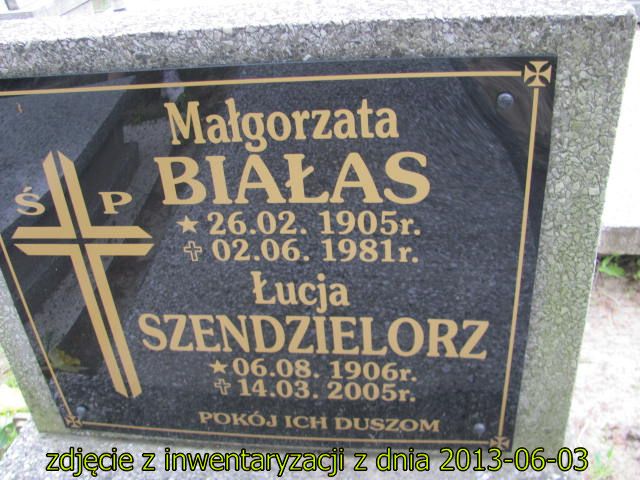 Ś P
Małgorzata
BIAŁAS
★ 26.02. 1905r.
✝ 02.06. 1981r.
Łucja
SZENDZIELORZ
★ 06.08. 1906r.
✝ 14.03. 2005r.
POKÓJ ICH DUSZOM
zdjęcie z inwentaryzacji z dnia 2013-06-03